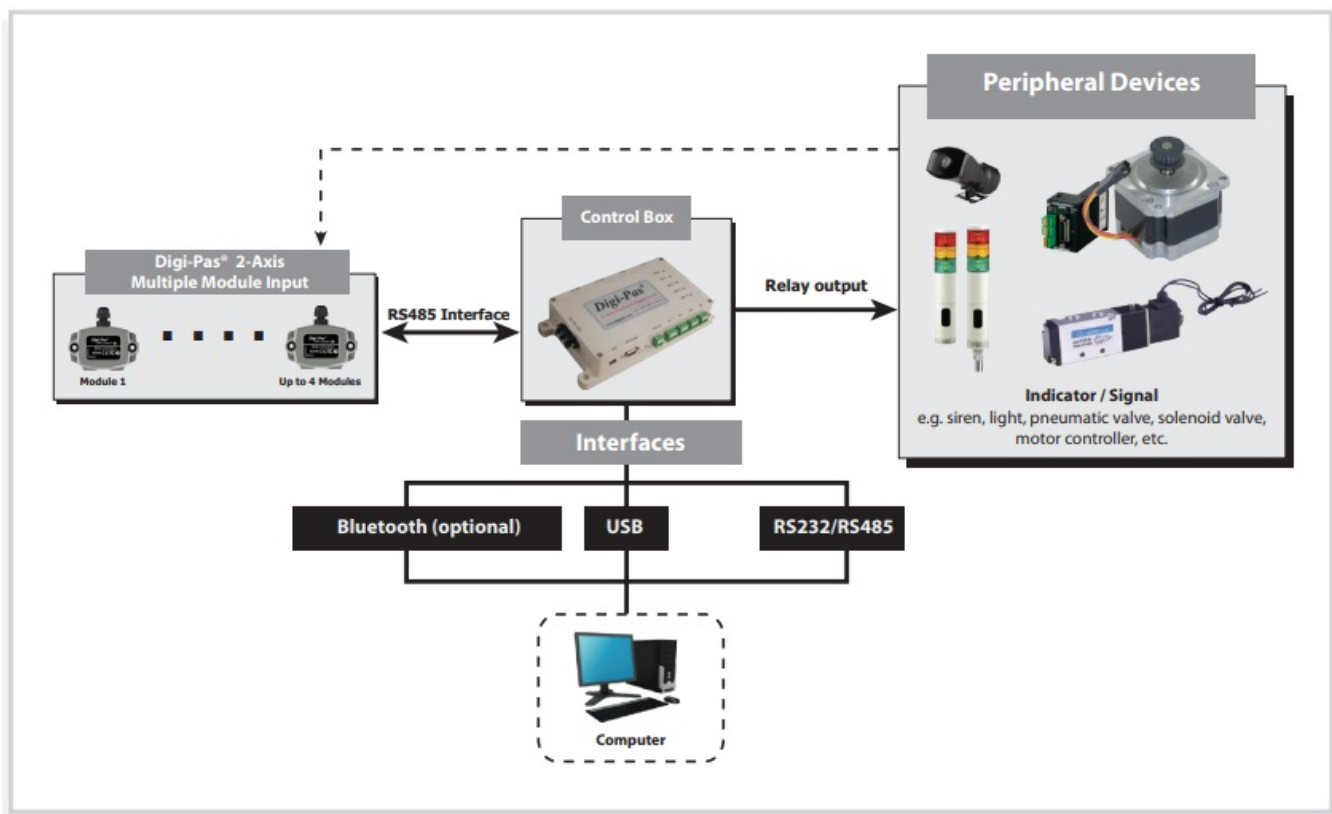 Peripheral Devices
Control Box
Digi-Pas® 2-Axis
Multiple Module Input
RS485 Interface
Relay output
Digi-Pas®
Module 1
Up to 4 Modules
Indicator / Signal
e.g. siren, light, pneumatic valve, solenoid valve,
motor controller, etc.
Interfaces
Bluetooth (optional)
USB
RS232/RS485
Computer